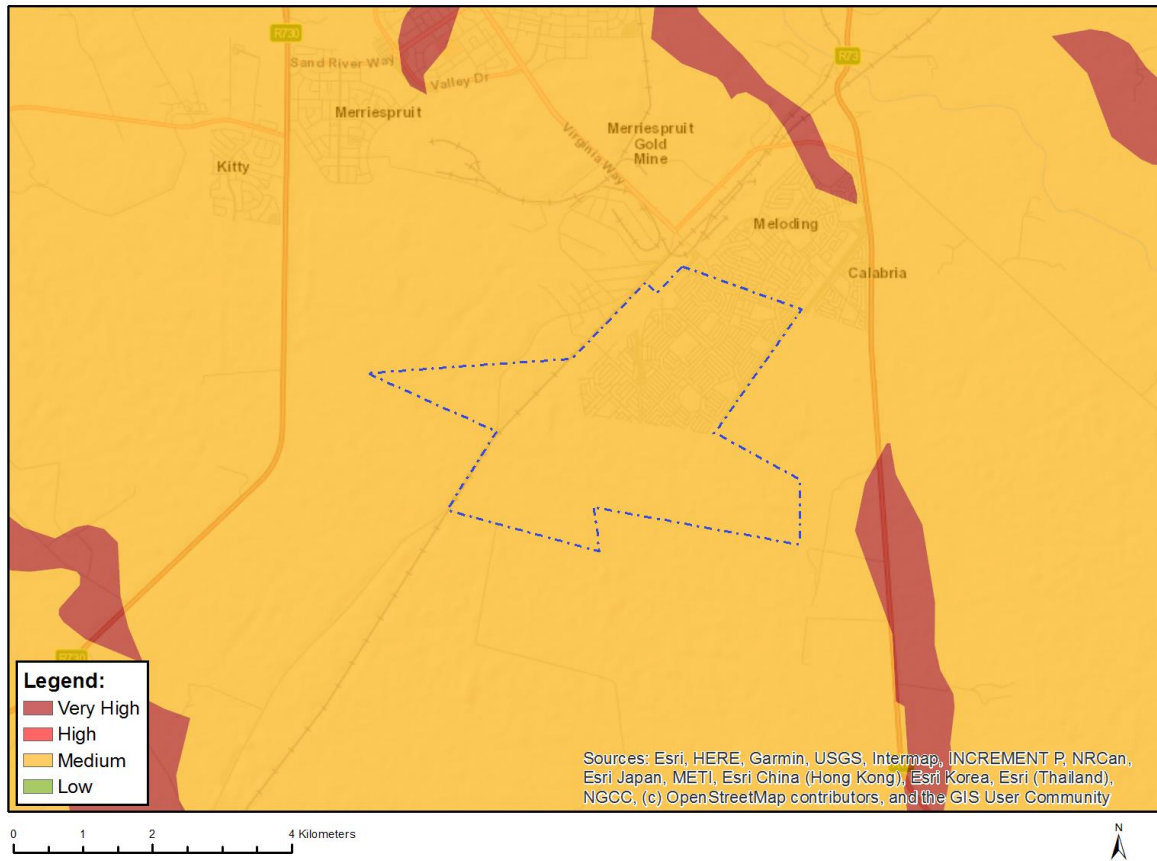 R730
R73
Sand River Way
Valley Dr
Merriespruit
Merriespruit
Gold
Mine
Virginia Way
Kitty
Meloding
Calabria
R730
Legend:
Very High
High
Medium
Low
Sources: Esri, HERE, Garmin, USGS, Intermap, INCREMENT P, NRCan,
Esri Japan, METI, Esri China (Hong Kong), Esri Korea, Esri (Thailand),
NGCC, (c) OpenStreetMap contributors, and the GIS User Community
0 1 2 4 Kilometers
N